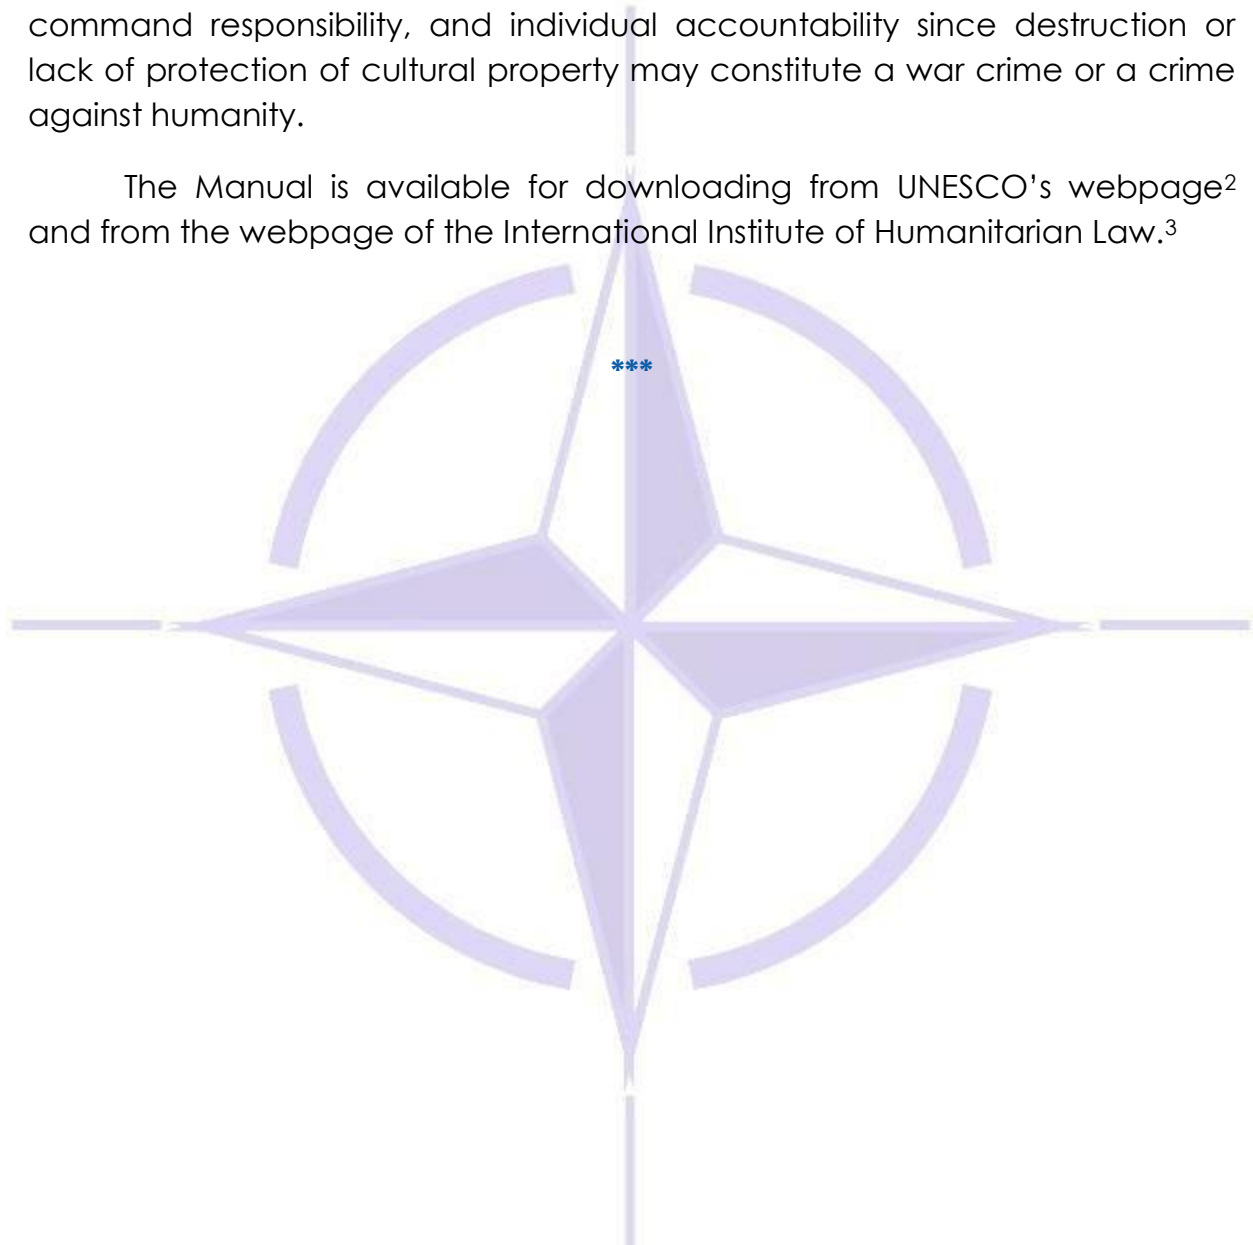 command responsibility, and individual accountability since destruction or
lack of protection of cultural property may constitute a war crime or a crime
against humanity.
The Manual is available for downloading from UNESCO’s webpage²
and from the webpage of the International Institute of Humanitarian Law.³
***